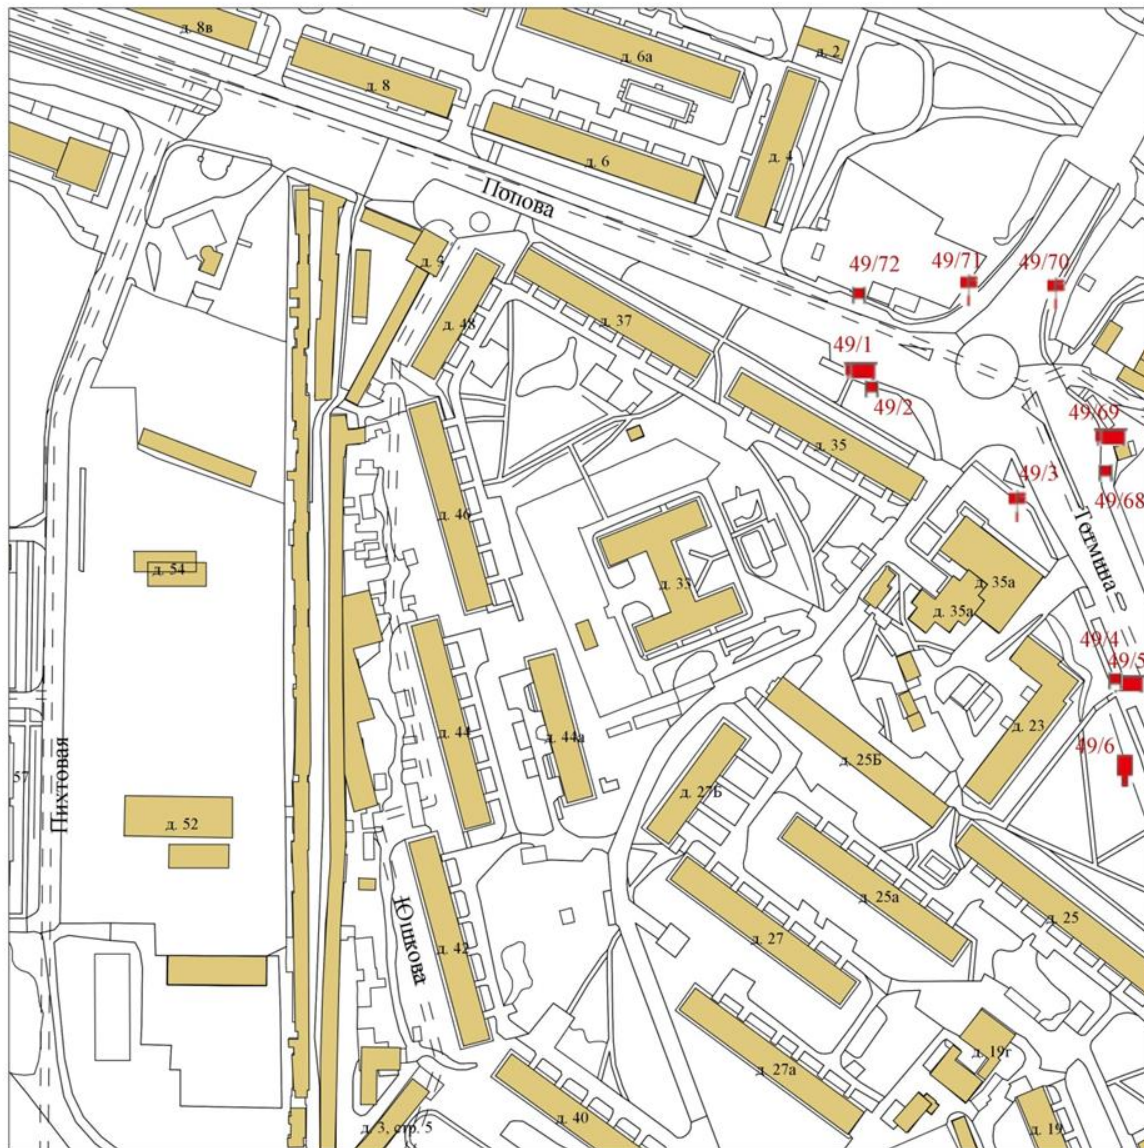 д. 8в
д. 8
д. 6а
д. 2
д. 6
д. 4
Попова
д. 48
д. 37
49/72
49/71
49/70
49/1
49/2
49/69
49/68
д. 35
49/3
Тотмина
д. 46
д. 33
д. 54
д. 35а
д. 35а
49/4
49/5
49/6
д. 44
д. 44а
д. 23
д. 25Б
д. 27Б
57
Пихтовая
д. 52
Юшкова
д. 42
д. 27
д. 25а
д. 25
д. 27а
д. 19г
д. 40
д. 3, стр. 5
д. 19